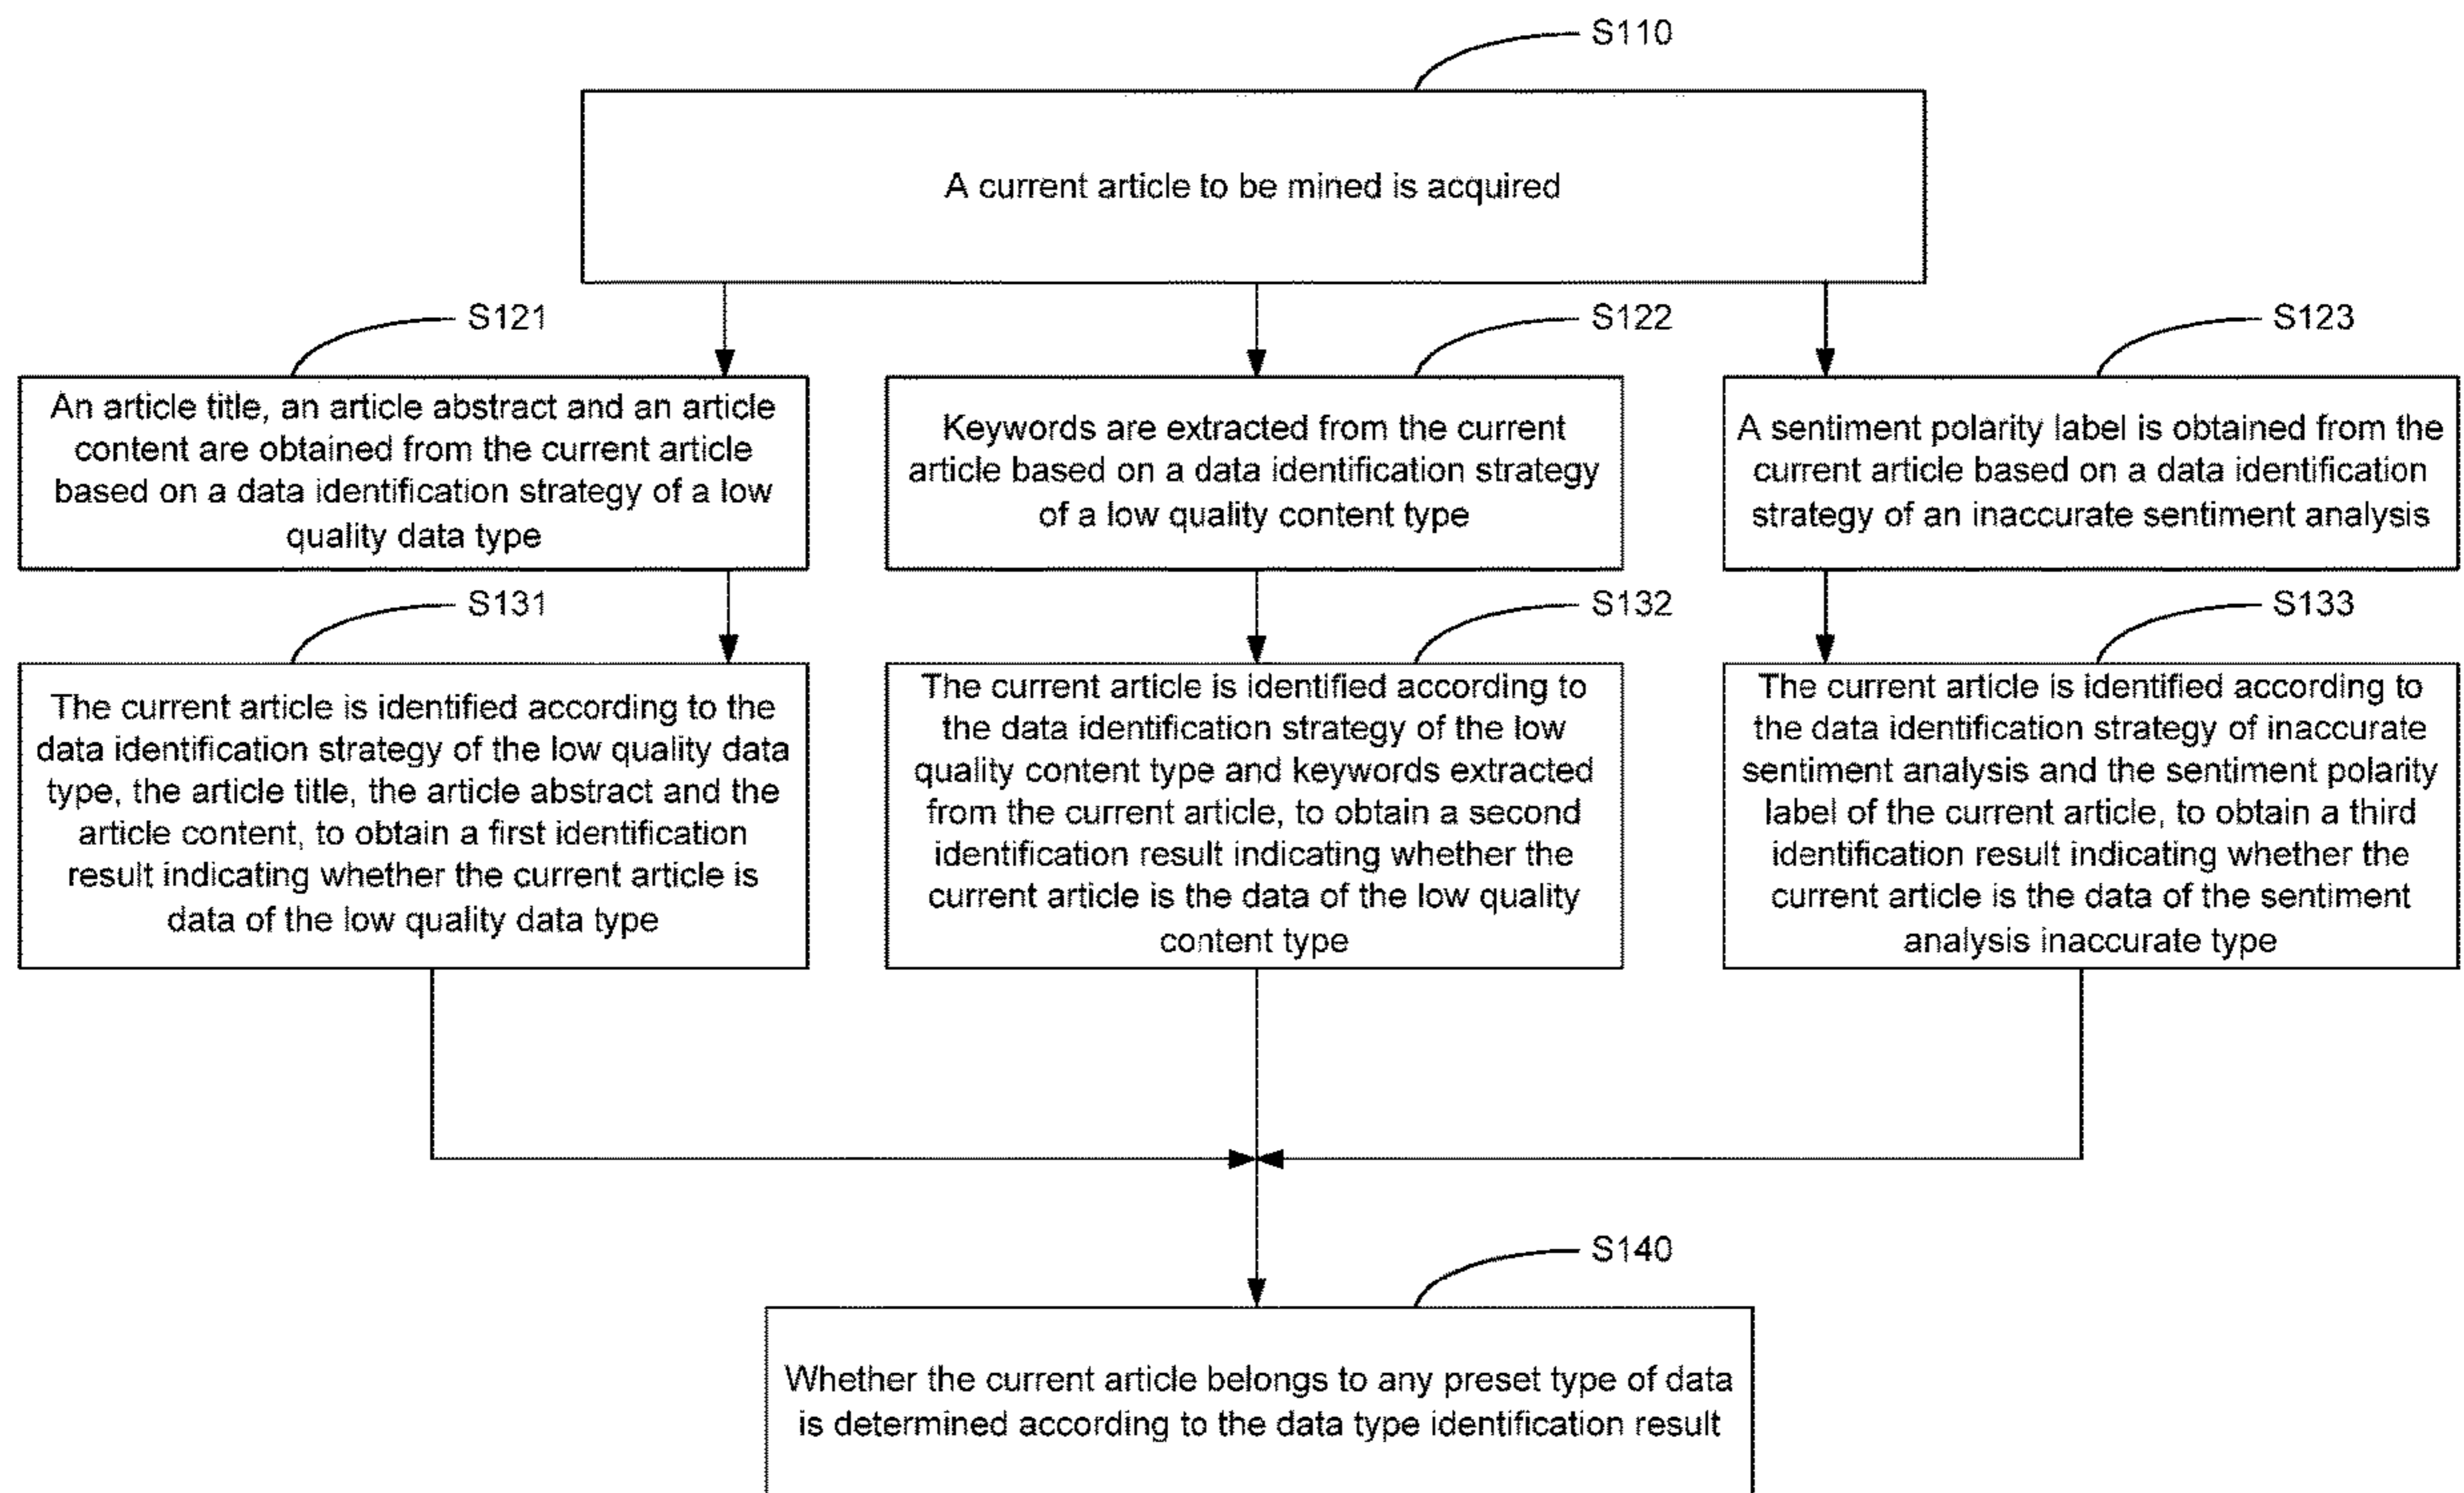 S110
A current article to be mined is acquired
S121
An article title, an article abstract and an article
content are obtained from the current article
based on a data identification strategy of a low
quality data type
S122
Keywords are extracted from the current
article based on a data identification strategy
of a low quality content type
S123
A sentiment polarity label is obtained from the
current article based on a data identification
strategy of an inaccurate sentiment analysis
S131
The current article is identified according to the
data identification strategy of the low quality data
type, the article title, the article abstract and the
article content, to obtain a first identification
result indicating whether the current article is
data of the low quality data type
S132
The current article is identified according to
the data identification strategy of the low
quality content type and keywords extracted
from the current article, to obtain a second
identification result indicating whether the
current article is the data of the low quality
content type
S133
The current article is identified according to
the data identification strategy of inaccurate
sentiment analysis and the sentiment polarity
label of the current article, to obtain a third
identification result indicating whether the
current article is the data of the sentiment
analysis inaccurate type
S140
Whether the current article belongs to any preset type of data
is determined according to the data type identification result